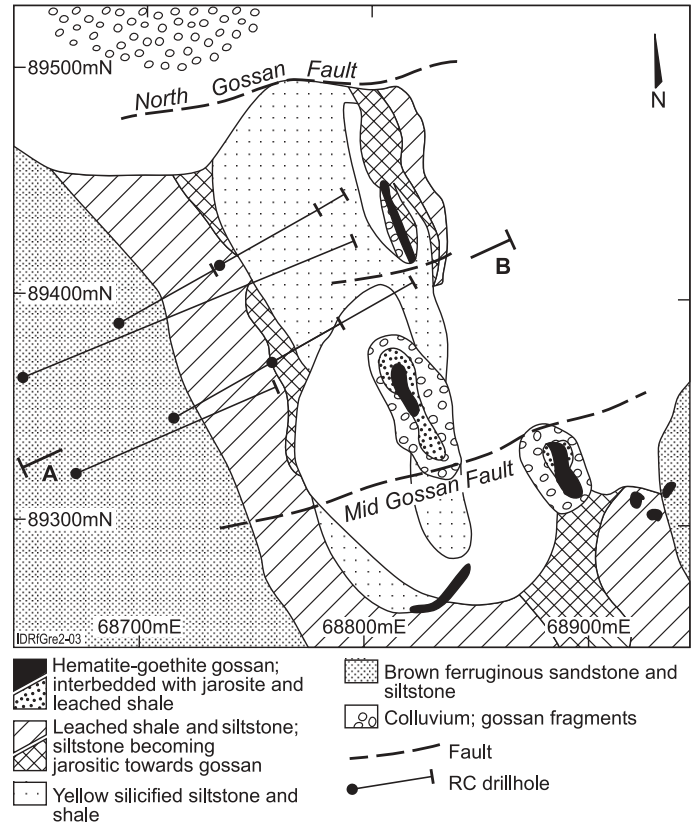 89500mN
North Gossan Fault
N
B
89400mN
A
Mid Gossan Fault
89300mN
68700mE
68800mE
68900mE
DRfGre2-03
Hematite-goethite gossan;
interbedded with jarosite and
leached shale
Leached shale and siltstone;
siltstone becoming
jarositic towards gossan
Yellow silicified siltstone and
shale
Brown ferruginous sandstone and
siltstone
Colluvium; gossan fragments
Fault
RC drillhole